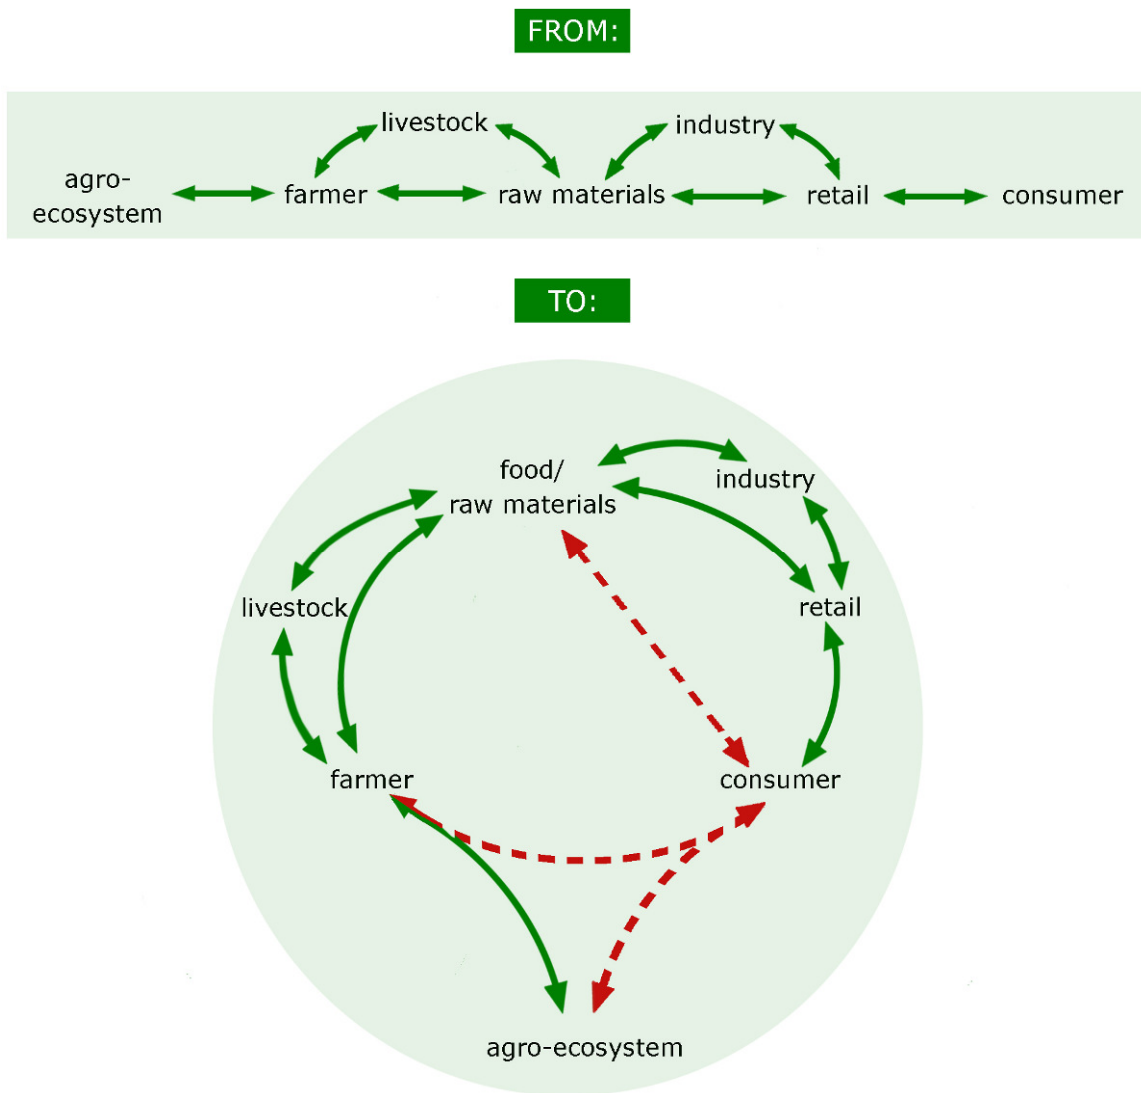 FROM:
livestock
industry
agro-
ecosystem
farmer
raw materials
retail
consumer
TO:
food/
raw materials
industry
livestock
retail
farmer
consumer
agro-ecosystem